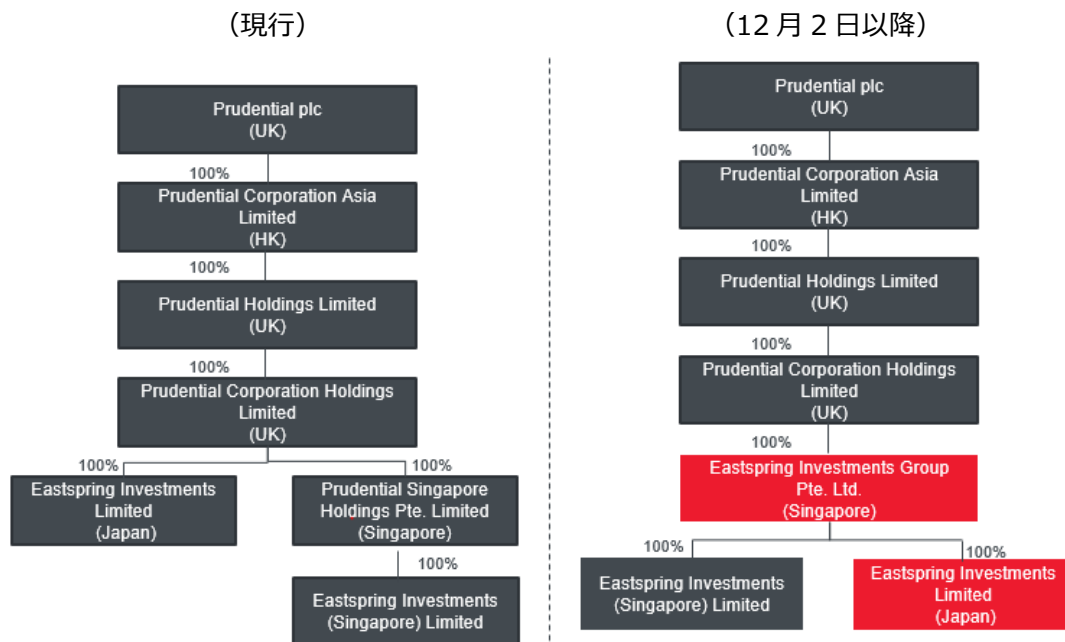 （現行）
Prudential plc
(UK)
100%
Prudential Corporation Asia
Limited
(HK)
100%
Prudential Holdings Limited
(UK)
100%
Prudential Corporation Holdings
Limited
(UK)
100%
100%
Eastspring Investments
Limited
(Japan)
Prudential Singapore
Holdings Pte. Limited
(Singapore)
100%
Eastspring Investments
(Singapore) Limited
（12 月 2 日以降）
Prudential plc
(UK)
100%
Prudential Corporation Asia
Limited
(HK)
100%
Prudential Holdings Limited
(UK)
100%
Prudential Corporation Holdings
Limited
(UK)
100%
Eastspring Investments Group
Pte. Ltd.
(Singapore)
100%
100%
Eastspring Investments
(Singapore) Limited
Eastspring Investments
Limited
(Japan)